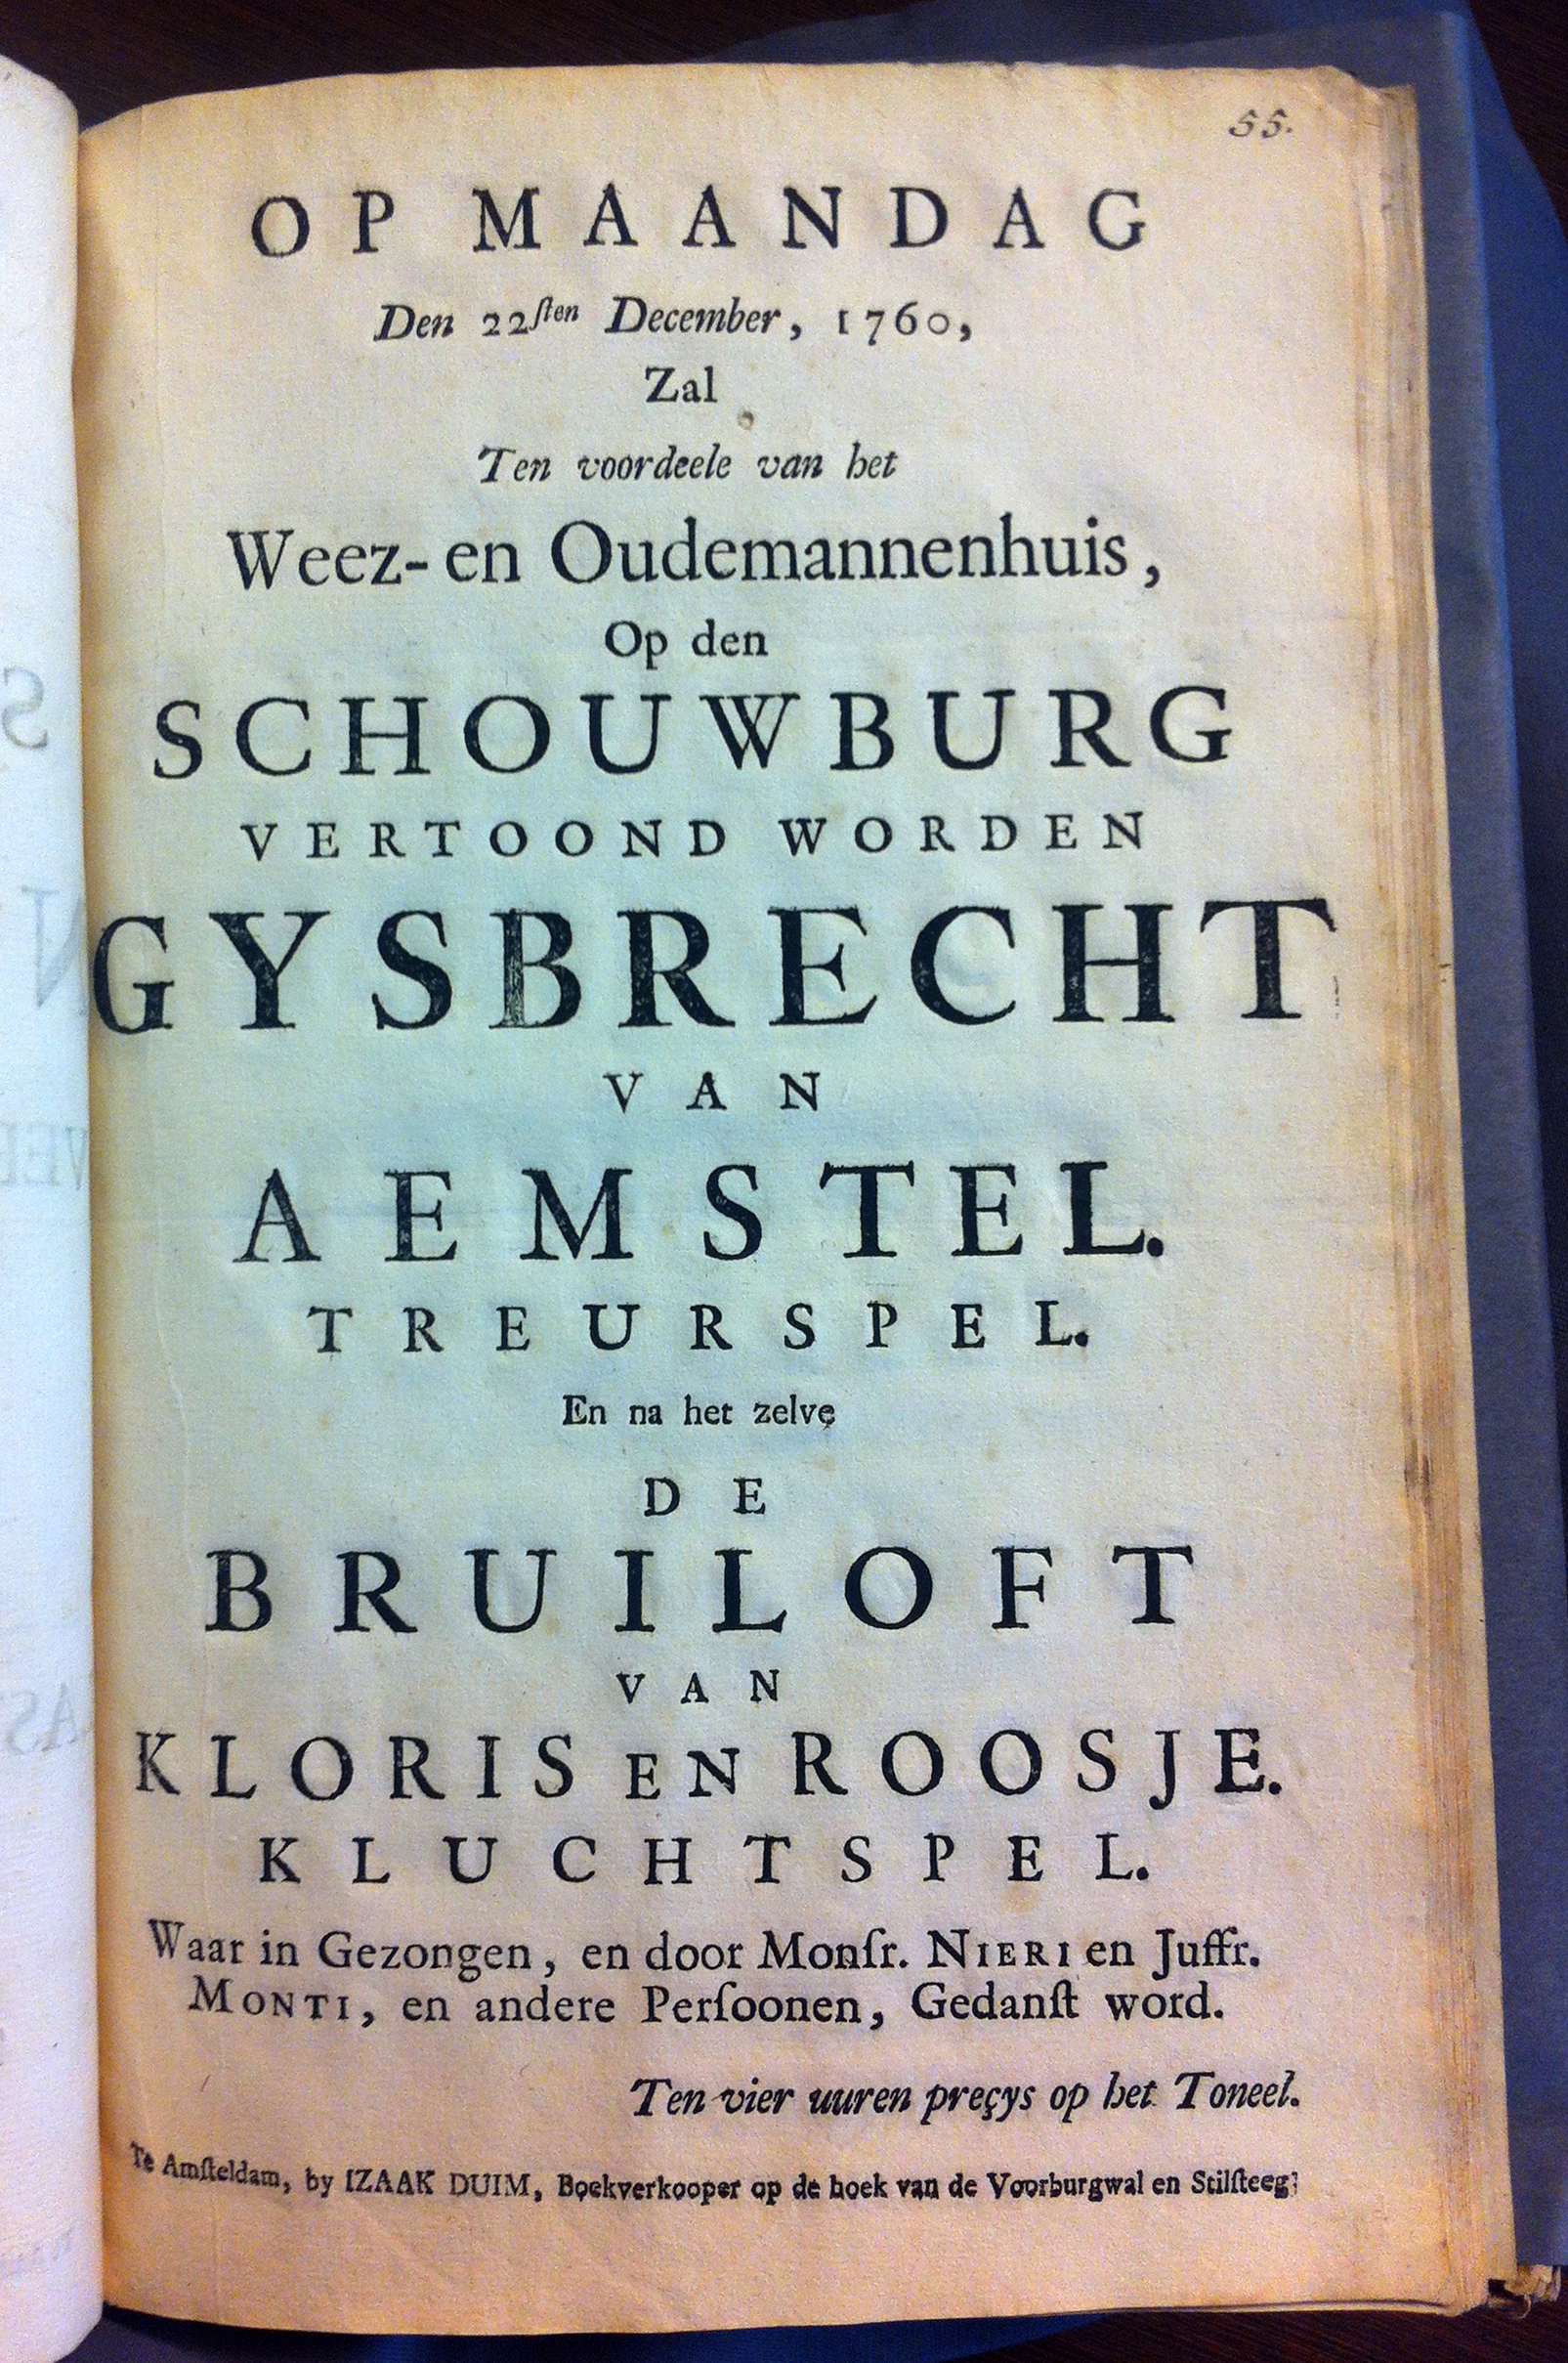 55.
OP MAANDAG
Den 22ſten December, 1760,
Zal
Ten voordeele van het
Weez- en Oudemannenhuis,
Op den
SCHOUWBURG
VERTOOND WORDEN
GYSBRECHT
VAN
AEMSTEL.
TREURSPEL.
En na het zelve
DE
BRUILOFT
VAN
KLORIS EN ROOSJE.
KLUCHTSPEL.
Waar in Gezongen, en door Monſr. NIERI en Juffr.
MONTI, en andere Perſoonen, Gedanſt word.
Ten vier uuren preçys op het Toneel.
Te Amſteldam, by IZAAK DUIM, Boekverkooper op de hoek van de Voorburgwal en Stilſteeg.